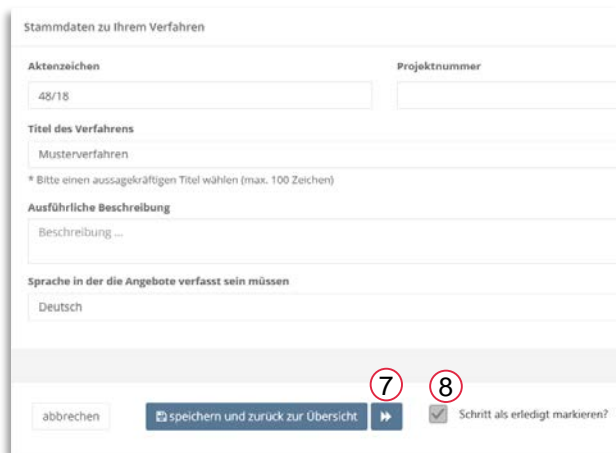 Stammdaten zu Ihrem Verfahren
Aktenzeichen
Projektnummer
48/18
Titel des Verfahrens
Musterverfahren
* Bitte einen aussagekräftigen Titel wählen (max. 100 Zeichen)
Ausführliche Beschreibung
Beschreibung ...
Sprache in der die Angebote verfasst sein müssen
Deutsch
7 8
abbrechen speichern und zurück zur Übersicht Schritt als erledigt markieren?